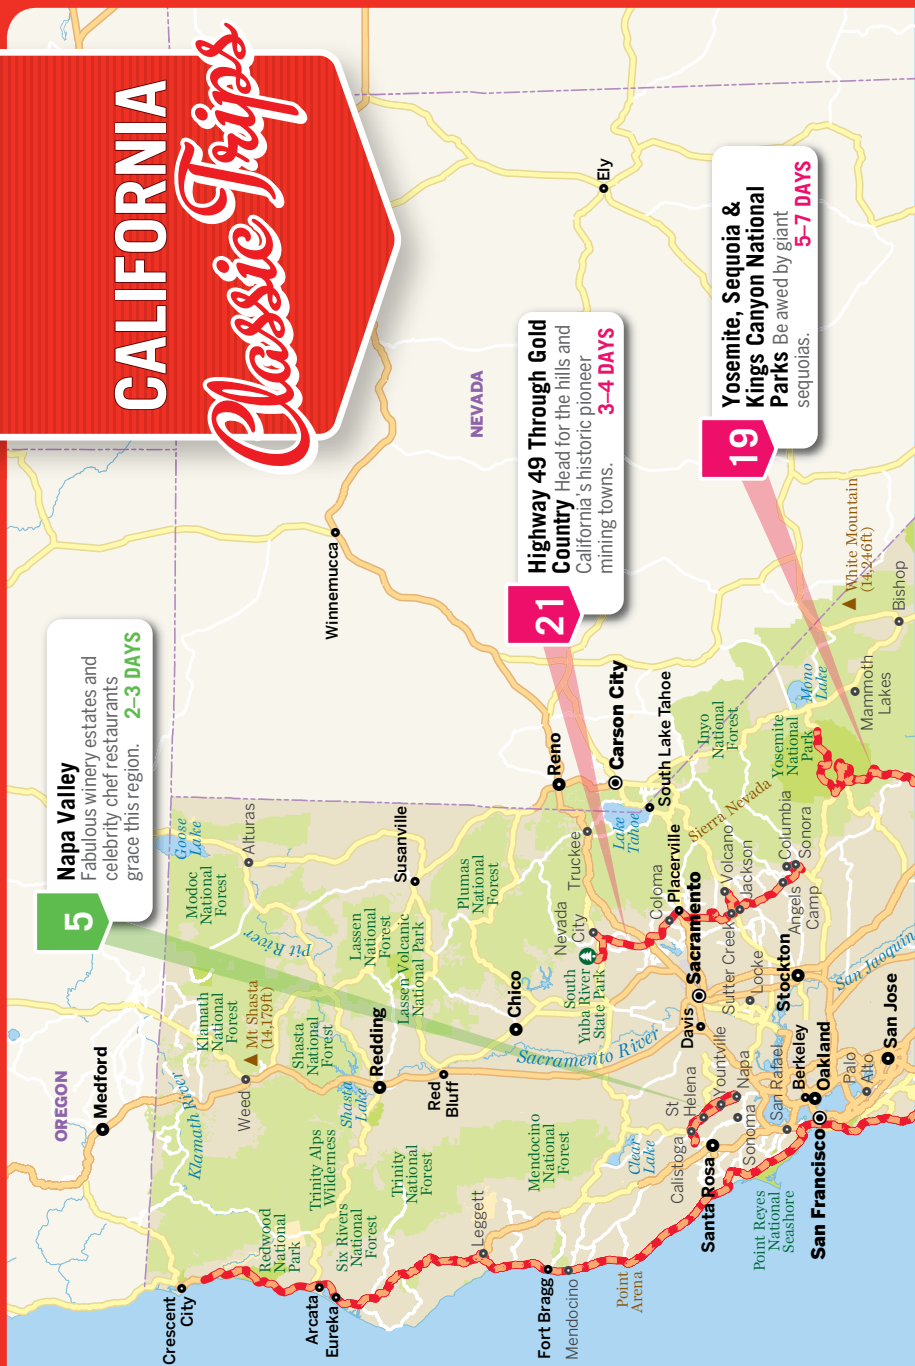 CALIFORNIA
Classic Trips
5
Napa Valley
Fabulous winery estates and
celebrity chef restaurants
grace this region. 2–3 DAYS
21
Highway 49 Through Gold
Country Head for the hills and
California's historic pioneer
mining towns. 3–4 DAYS
19
Yosemite, Sequoia &
Kings Canyon National
Parks Be awed by giant
sequoias. 5–7 DAYS
OREGON
NEVADA
Medford
Winnemucca
Ely
Crescent
City
Klamath River
Klamath
National
Forest
Modoc
National
Forest
Goose
Lake
Alturas
Pit River
Weed
Mt Shasta
(14,179ft)
Shasta
National
Forest
Shasta
Lake
Redwood
National
Park
Arcata
Eureka
Six Rivers
National
Forest
Trinity Alps
Wilderness
Trinity
National
Forest
Redding
Red
Bluff
Lassen
National
Forest
Lassen Volcanic
National Park
Susanville
Plumas
National
Forest
Chico
Leggett
Mendocino
National
Forest
Fort Bragg
Mendocino
Point
Arena
Clear
Lake
Sacramento River
South
Yuba River
State Park
Nevada
City
Truckee
Reno
Carson City
Lake
Tahoe
South Lake Tahoe
Coloma
Placerville
Sacramento
Davis
Sutter Creek
Volcano
Jackson
Sierra Nevada
Locke
Stockton
Angels
Camp
Columbia
Sonora
Calistoga
St
Helena
Yountville
Napa
Sonoma
Santa Rosa
San Rafael
Point Reyes
National
Seashore
San Francisco
Berkeley
Oakland
Palo
Alto
San Jose
San Joaquin
Inyo
National
Forest
Yosemite
National
Park
Mono
Lake
Mammoth
Lakes
White Mountain
(14,246ft)
Bishop